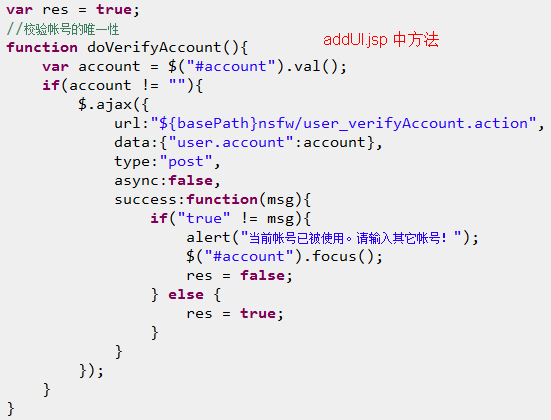 var res = true;
//校验帐号的唯一性
function doVerifyAccount(){
addUI.jsp 中方法
    var account = $("#account").val();
    if(account != ""){
        $.ajax({
            url:"${basePath}nsfw/user_verifyAccount.action",
            data:{"user.account":account},
            type:"post",
            async:false,
            success:function(msg){
                if("true" != msg){
                    alert("当前帐号已被使用。请输入其它帐号！");
                    $("#account").focus();
                    res = false;
                } else {
                    res = true;
                }
            }
        });
    }
}